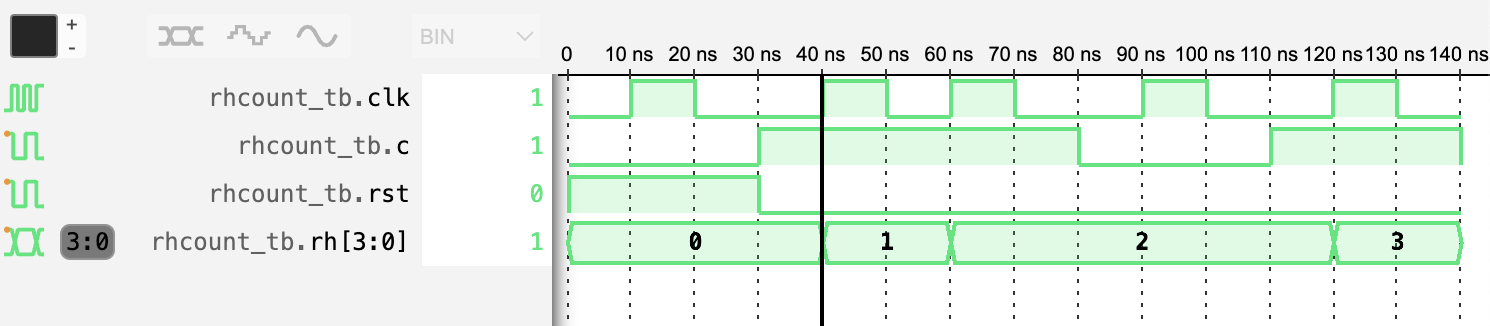 +
-
BIN
0 10 ns 20 ns 30 ns 40 ns 50 ns 60 ns 70 ns 80 ns 90 ns 100 ns 110 ns 120 ns 130 ns 140 ns
rhcount_tb.clk 1
rhcount_tb.c 1
rhcount_tb.rst 0
3:0 rhcount_tb.rh[3:0] 1 0 1 2 3